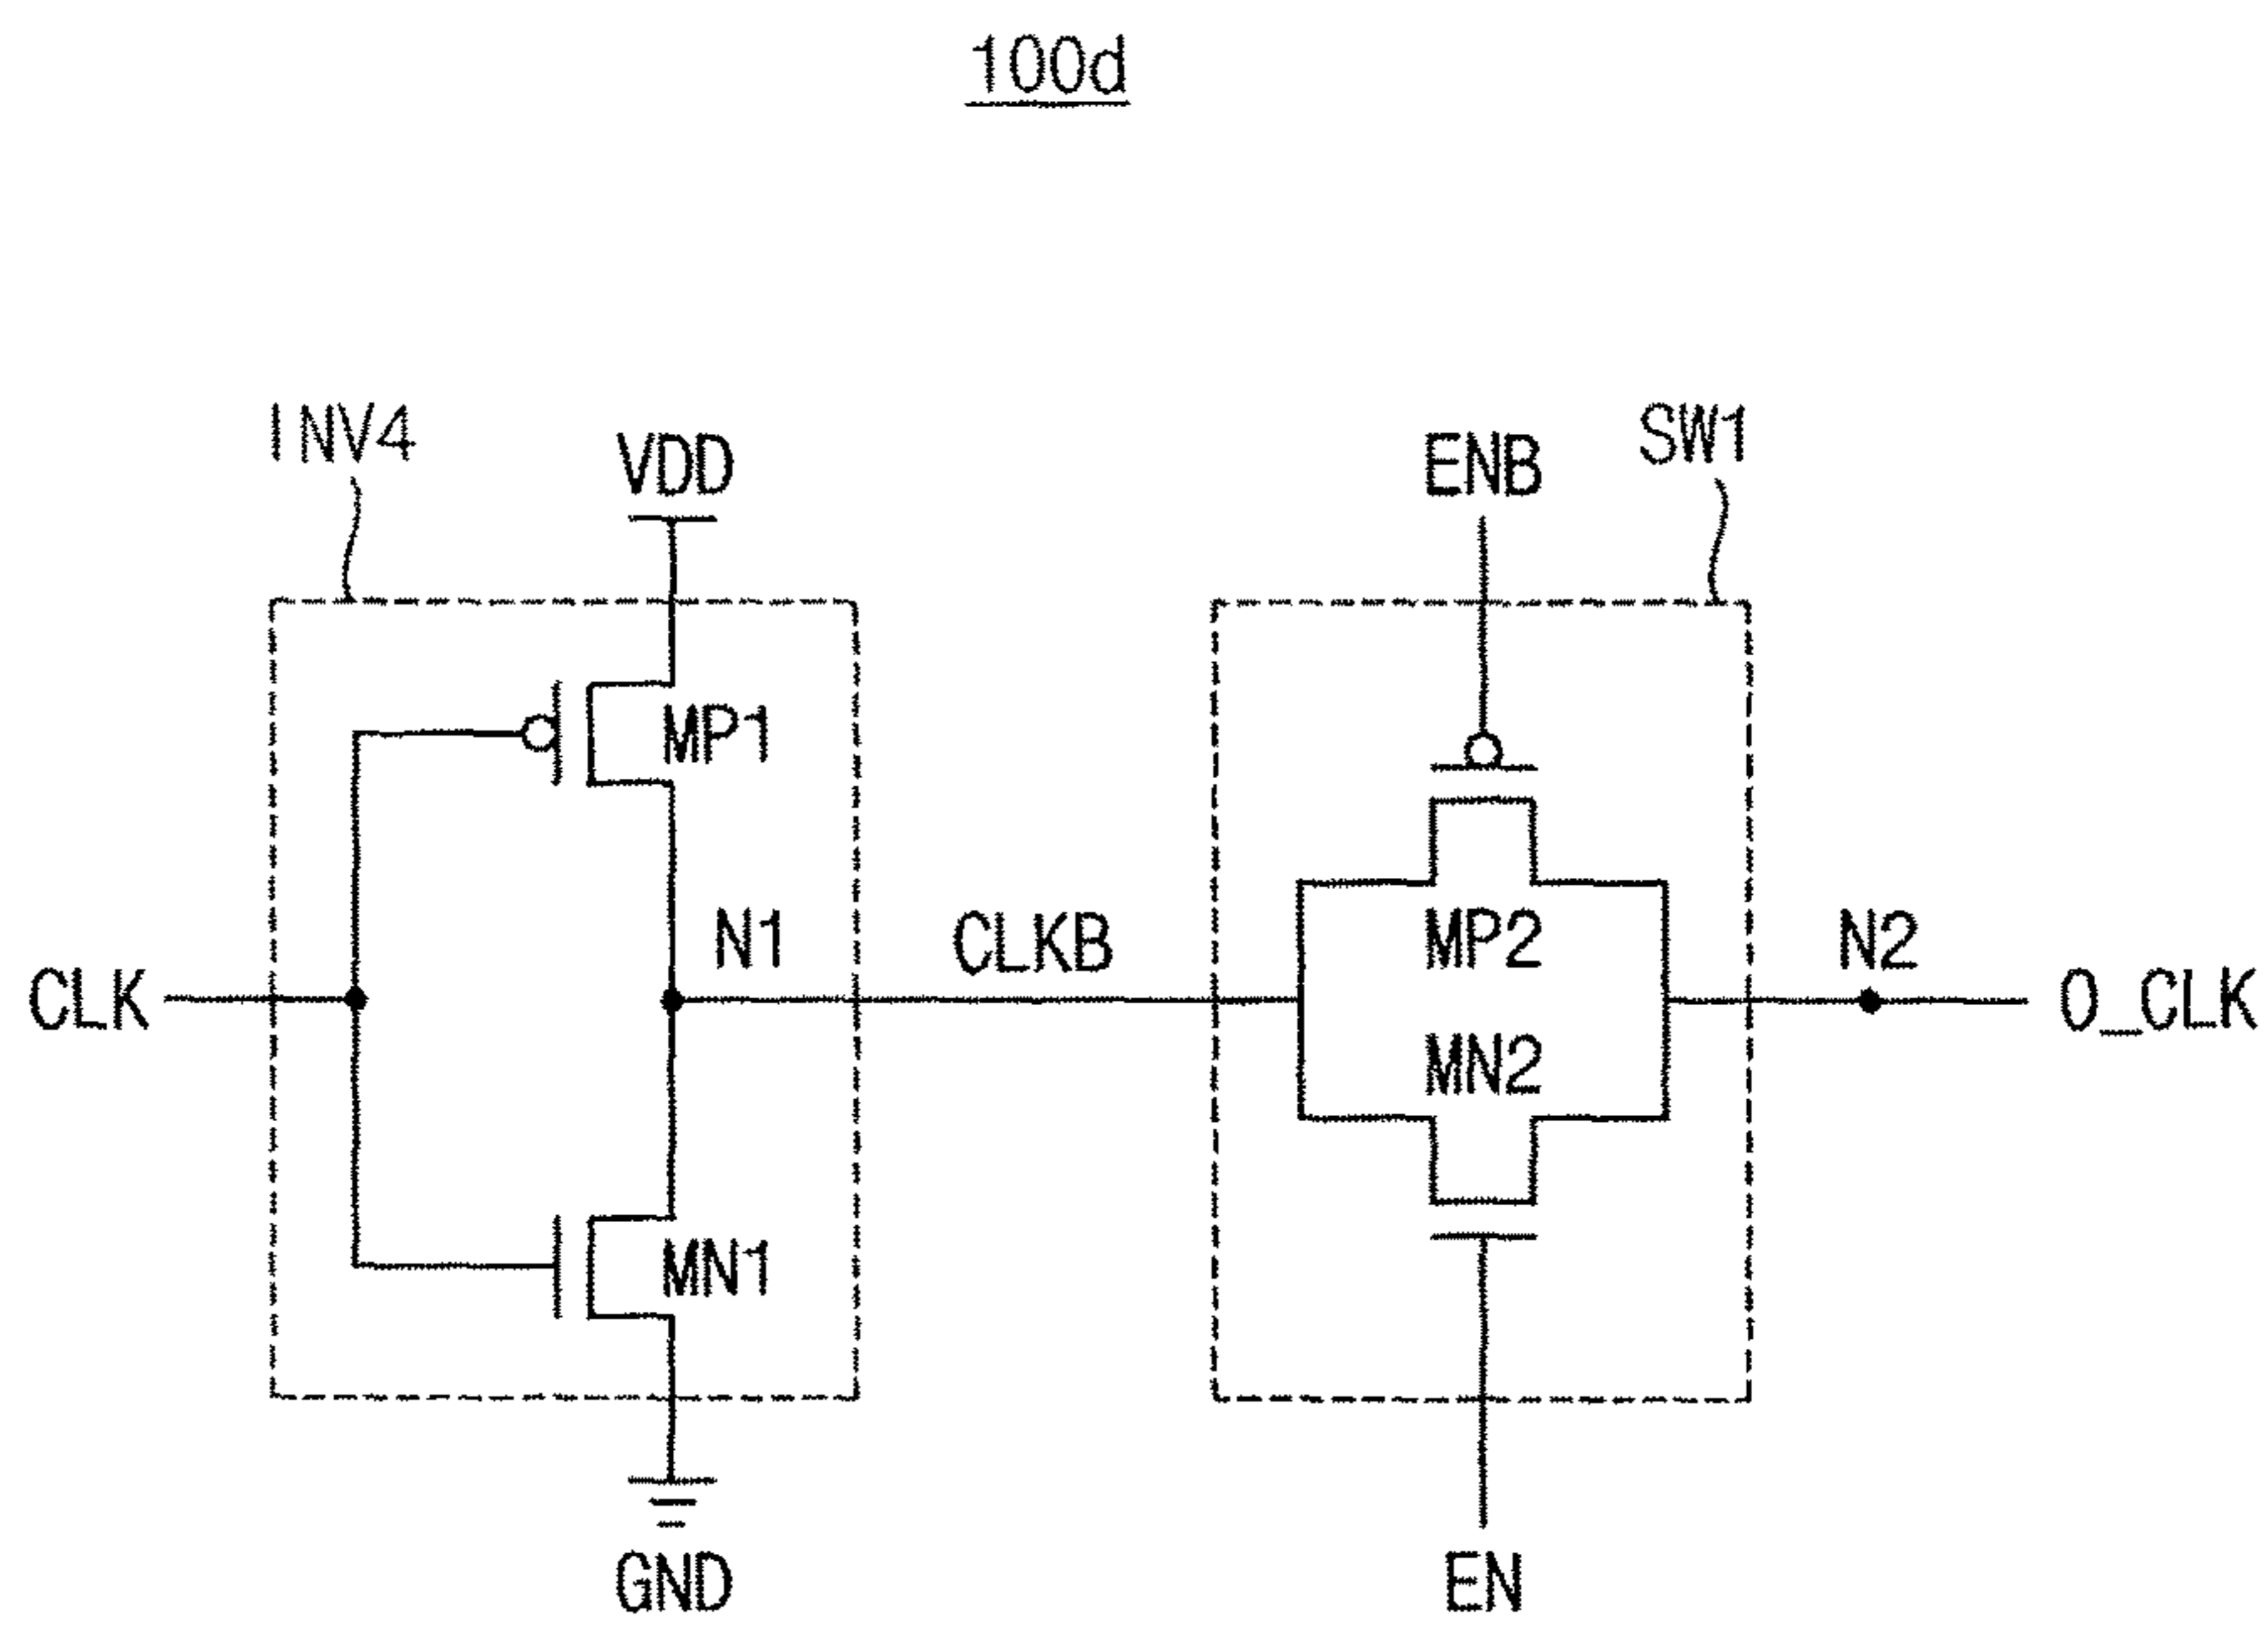 100d
INV4
VDD
ENB
SW1
MP1
N1
CLKB
MP2
N2
CLK
O_CLK
MN2
MN1
GND
EN